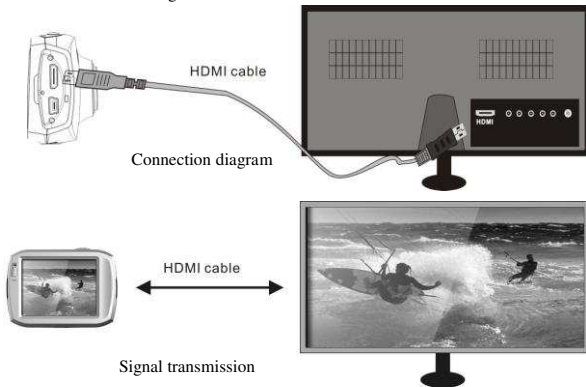 HDMI cable
HDMI
Connection diagram
HDMI cable
Signal transmission